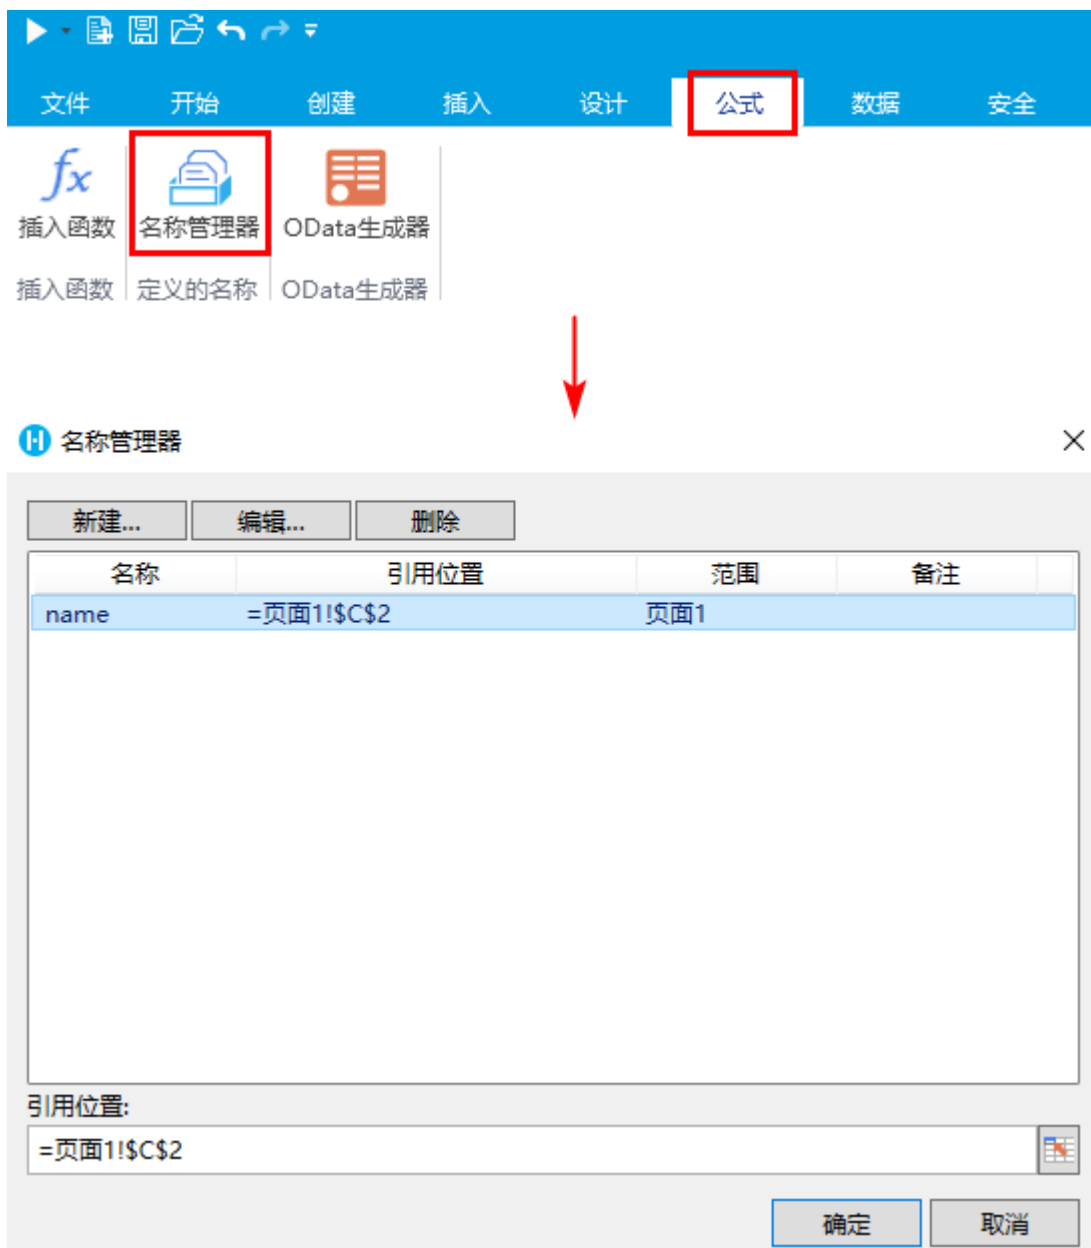 文件 开始 创建 插入 设计 公式 数据 安全
fx
插入函数 名称管理器 OData生成器
插入函数 定义的名称 OData生成器
名称管理器
新建... 编辑... 删除
名称 引用位置 范围 备注
name =页面1!$C$2 页面1
引用位置:
=页面1!$C$2
确定 取消